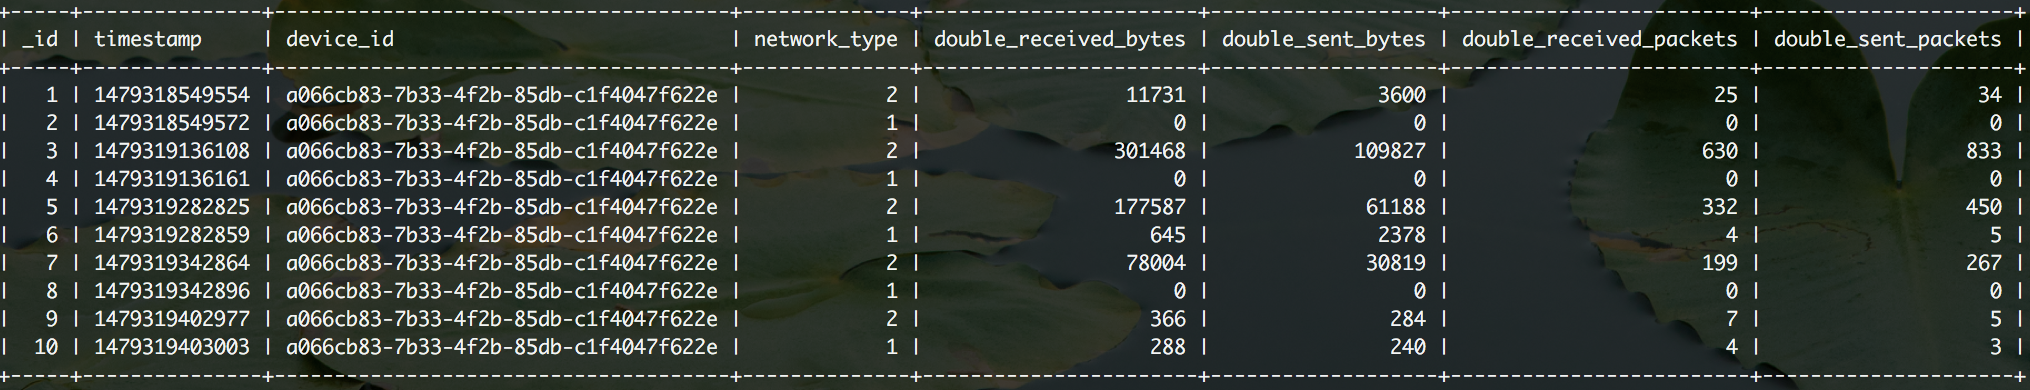 +-----+---------------+--------------------------------------+--------------+-----------------------+-------------------+-------------------------+---------------------+
| _id | timestamp     | device_id                            | network_type | double_received_bytes | double_sent_bytes | double_received_packets | double_sent_packets |
+-----+---------------+--------------------------------------+--------------+-----------------------+-------------------+-------------------------+---------------------+
|   1 | 1479318549554 | a066cb83-7b33-4f2b-85db-c1f4047f622e |            2 |                 11731 |              3600 |                      25 |                  34 |
|   2 | 1479318549572 | a066cb83-7b33-4f2b-85db-c1f4047f622e |            1 |                     0 |                 0 |                       0 |                   0 |
|   3 | 1479319136108 | a066cb83-7b33-4f2b-85db-c1f4047f622e |            2 |                301468 |            109827 |                     630 |                 833 |
|   4 | 1479319136161 | a066cb83-7b33-4f2b-85db-c1f4047f622e |            1 |                     0 |                 0 |                       0 |                   0 |
|   5 | 1479319282825 | a066cb83-7b33-4f2b-85db-c1f4047f622e |            2 |                177587 |             61188 |                     332 |                 450 |
|   6 | 1479319282859 | a066cb83-7b33-4f2b-85db-c1f4047f622e |            1 |                   645 |              2378 |                       4 |                   5 |
|   7 | 1479319342864 | a066cb83-7b33-4f2b-85db-c1f4047f622e |            2 |                 78004 |             30819 |                     199 |                 267 |
|   8 | 1479319342896 | a066cb83-7b33-4f2b-85db-c1f4047f622e |            1 |                     0 |                 0 |                       0 |                   0 |
|   9 | 1479319402977 | a066cb83-7b33-4f2b-85db-c1f4047f622e |            2 |                   366 |               284 |                       7 |                   5 |
|  10 | 1479319403003 | a066cb83-7b33-4f2b-85db-c1f4047f622e |            1 |                   288 |               240 |                       4 |                   3 |
+-----+---------------+--------------------------------------+--------------+-----------------------+-------------------+-------------------------+---------------------+